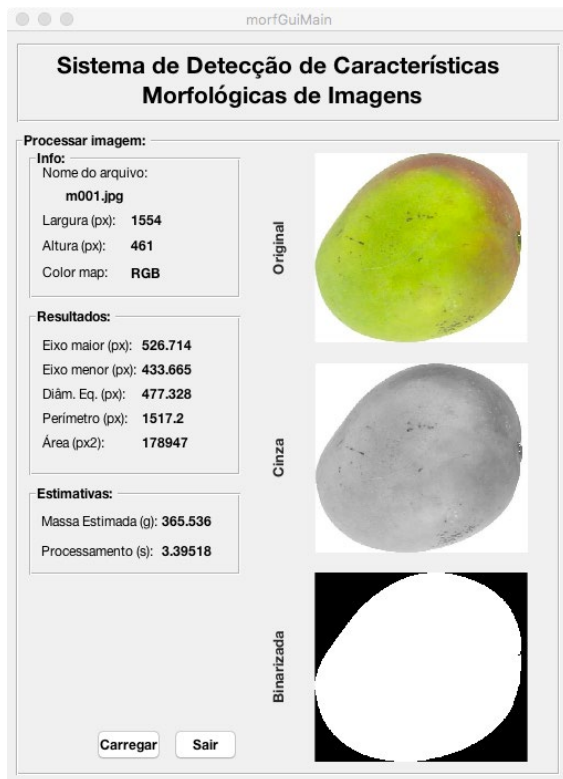 morfGuiMain
Sistema de Detecção de Características
Morfológicas de Imagens
Processar imagem:
Info:
Nome do arquivo:
m001.jpg
Largura (px): 1554
Altura (px): 461
Color map: RGB
Resultados:
Eixo maior (px): 526.714
Eixo menor (px): 433.665
Diâm. Eq. (px): 477.328
Perímetro (px): 1517.2
Área (px2): 178947
Estimativas:
Massa Estimada (g): 365.536
Processamento (s): 3.39518
Original
Cinza
Binarizada
Carregar Sair